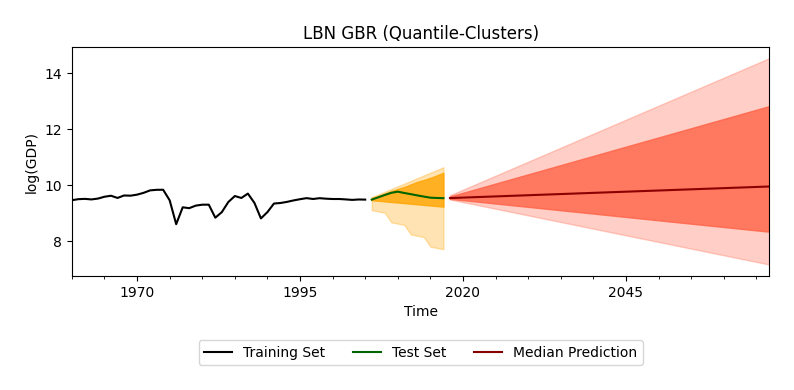 LBN GBR (Quantile-Clusters)
14
12
10
8
log(GDP)
1970
1995
2020
2045
Time
Training Set
Test Set
Median Prediction